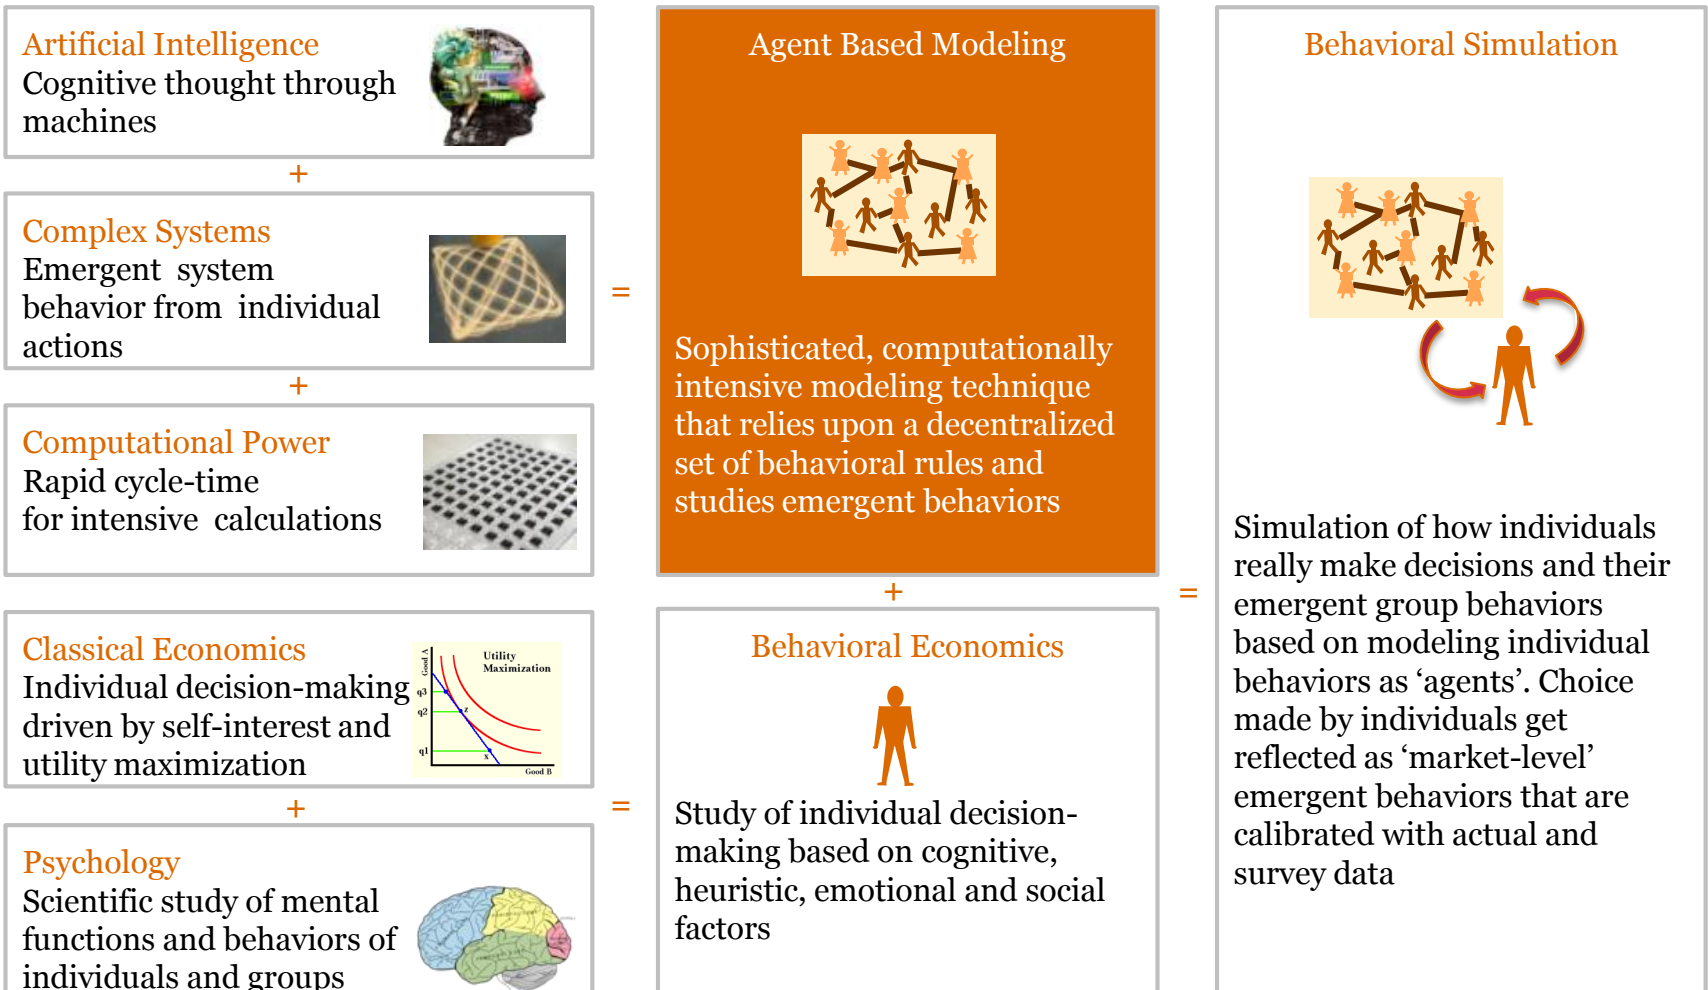 Artificial Intelligence
Cognitive thought through
machines
+
Complex Systems
Emergent system
behavior from individual
actions
+
Computational Power
Rapid cycle-time
for intensive calculations
=
Agent Based Modeling
Sophisticated, computationally
intensive modeling technique
that relies upon a decentralized
set of behavioral rules and
studies emergent behaviors
+
Classical Economics
Individual decision-making
driven by self-interest and
utility maximization
Utility
Maximization
Good A
q3
q2
q1
z
x
Good B
+
Psychology
Scientific study of mental
functions and behaviors of
individuals and groups
=
Behavioral Economics
Study of individual decision-
making based on cognitive,
heuristic, emotional and social
factors
=
Behavioral Simulation
Simulation of how individuals
really make decisions and their
emergent group behaviors
based on modeling individual
behaviors as ‘agents’. Choice
made by individuals get
reflected as ‘market-level’
emergent behaviors that are
calibrated with actual and
survey data